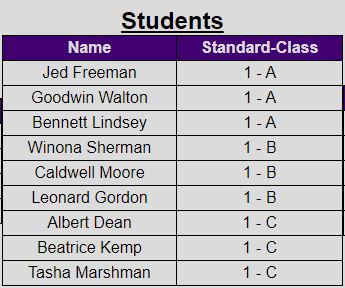 Students
Name Standard-Class
Jed Freeman 1 - A
Goodwin Walton 1 - A
Bennett Lindsey 1 - A
Winona Sherman 1 - B
Caldwell Moore 1 - B
Leonard Gordon 1 - B
Albert Dean 1 - C
Beatrice Kemp 1 - C
Tasha Marshman 1 - C